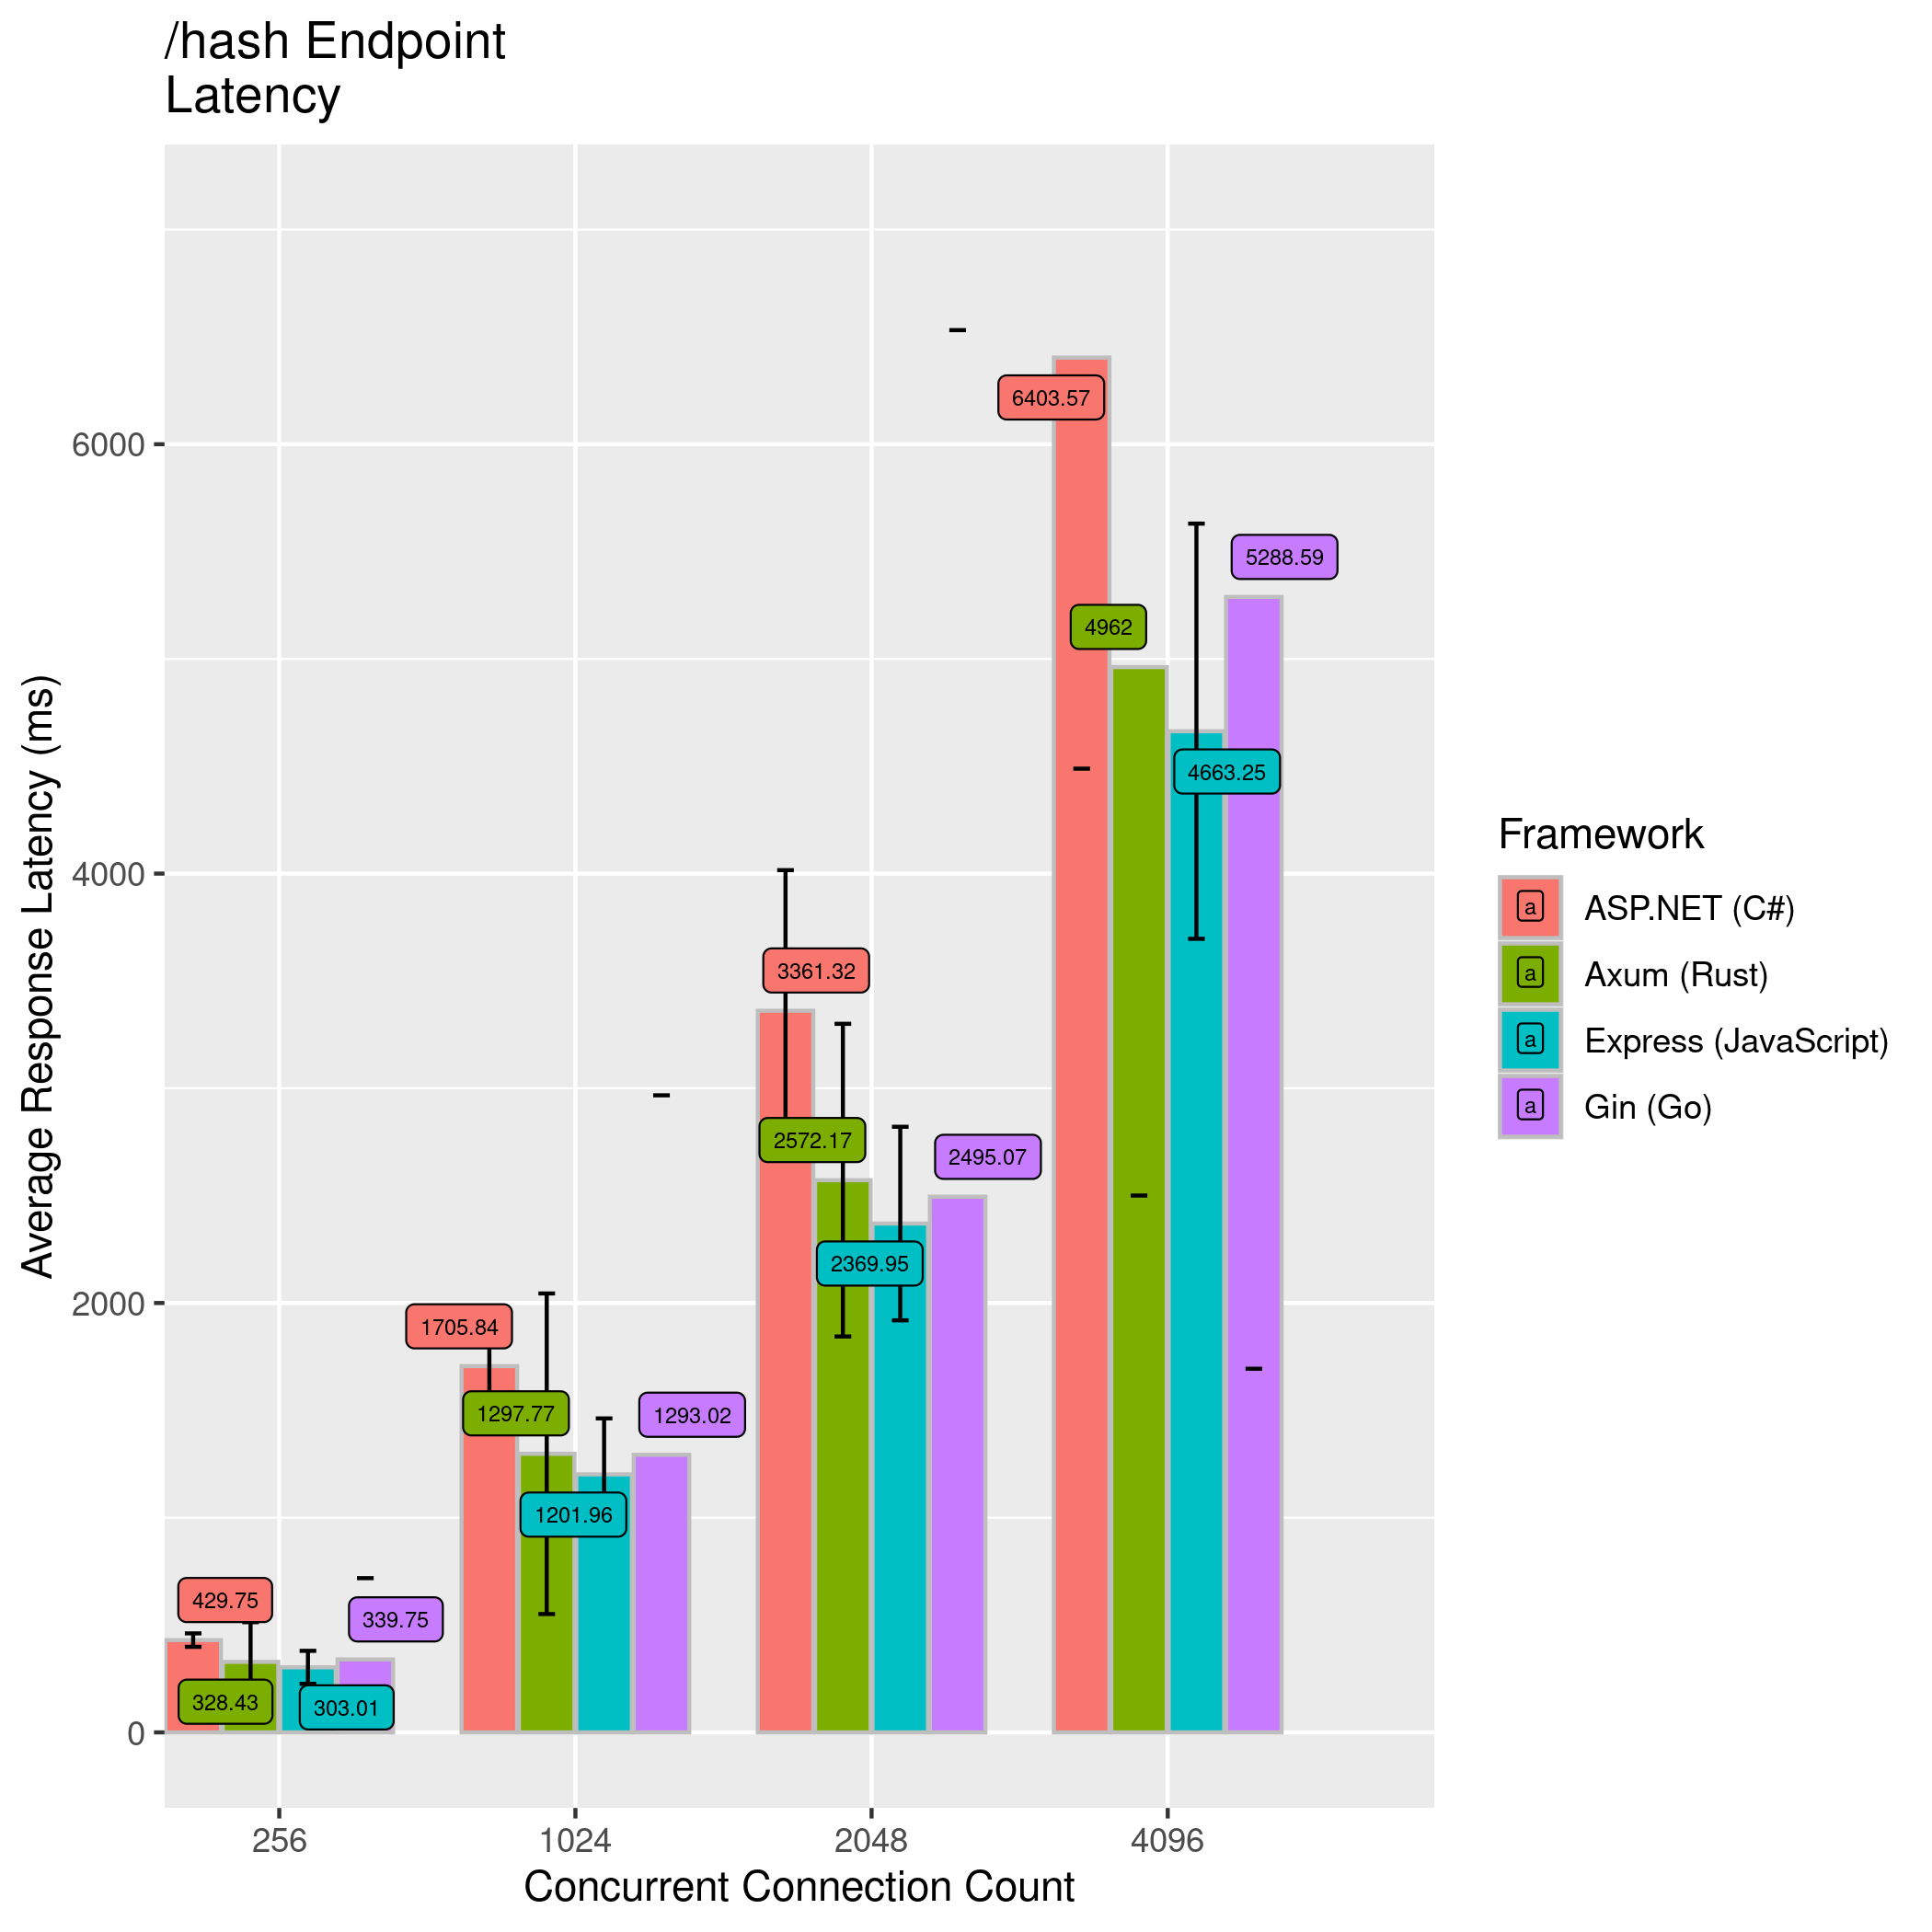 /hash Endpoint
Latency
Average Response Latency (ms)
6000
4000
2000
0
6403.57
5288.59
4962
4663.25
3361.32
2572.17
2495.07
2369.95
1705.84
1297.77
1293.02
1201.96
429.75
339.75
328.43
303.01
256
1024
2048
4096
Concurrent Connection Count
Framework
a ASP.NET (C#)
a Axum (Rust)
a Express (JavaScript)
a Gin (Go)